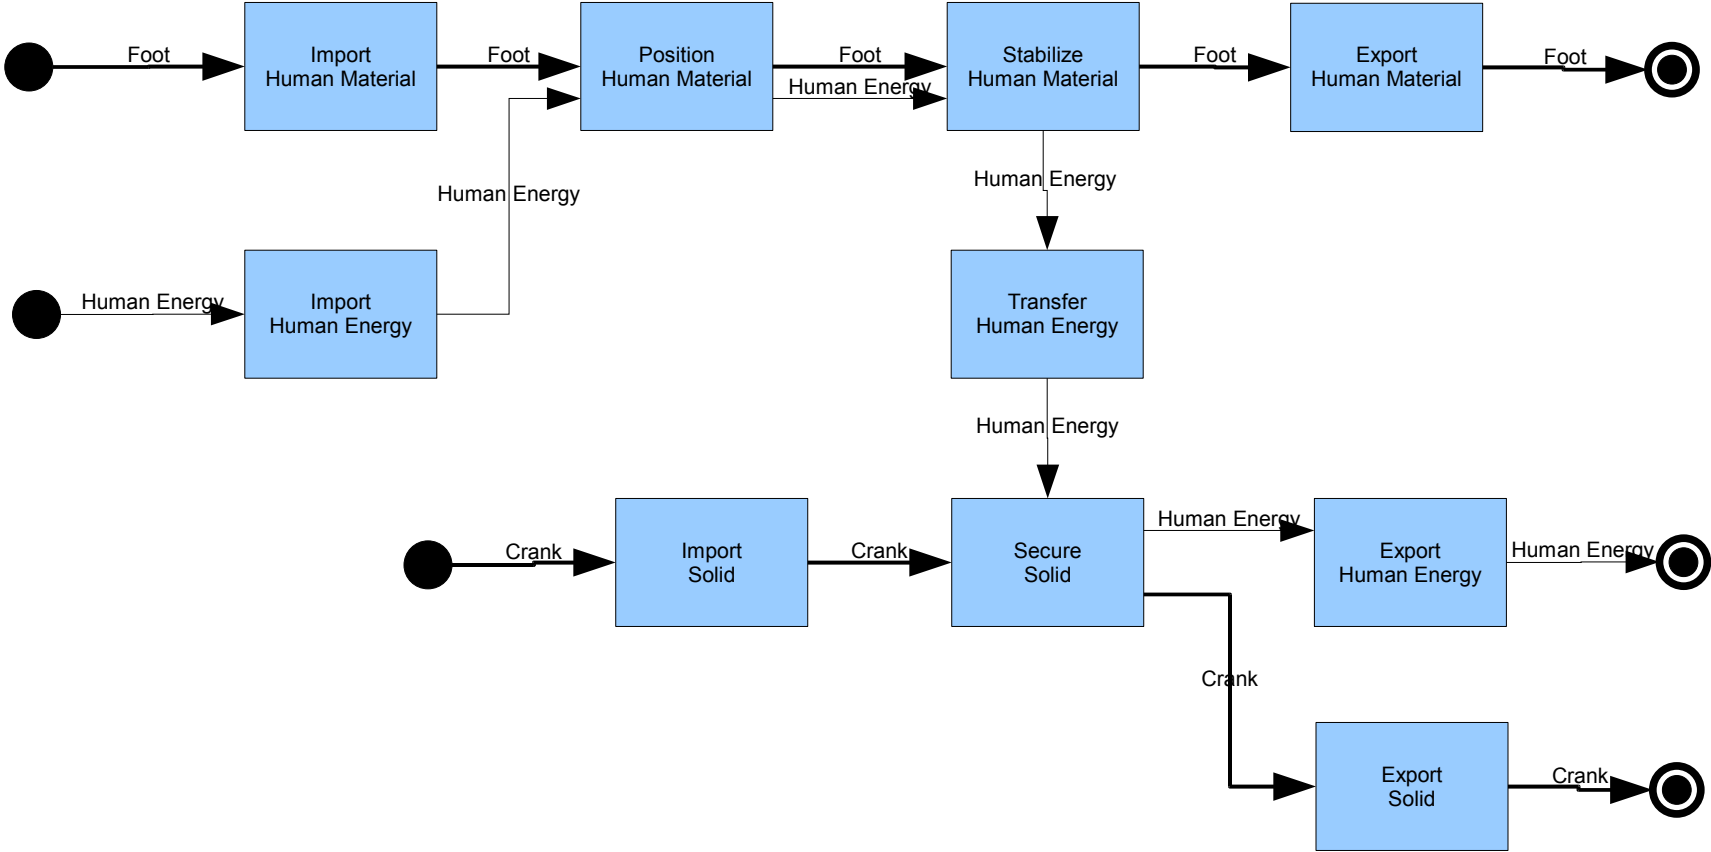 Foot
Import
Human Material
Foot
Position
Human Material
Foot
Human Energy
Stabilize
Human Material
Foot
Export
Human Material
Foot
Human Energy
Human Energy
Human Energy
Import
Human Energy
Transfer
Human Energy
Human Energy
Crank
Import
Solid
Crank
Secure
Solid
Human Energy
Export
Human Energy
Human Energy
Crank
Export
Solid
Crank